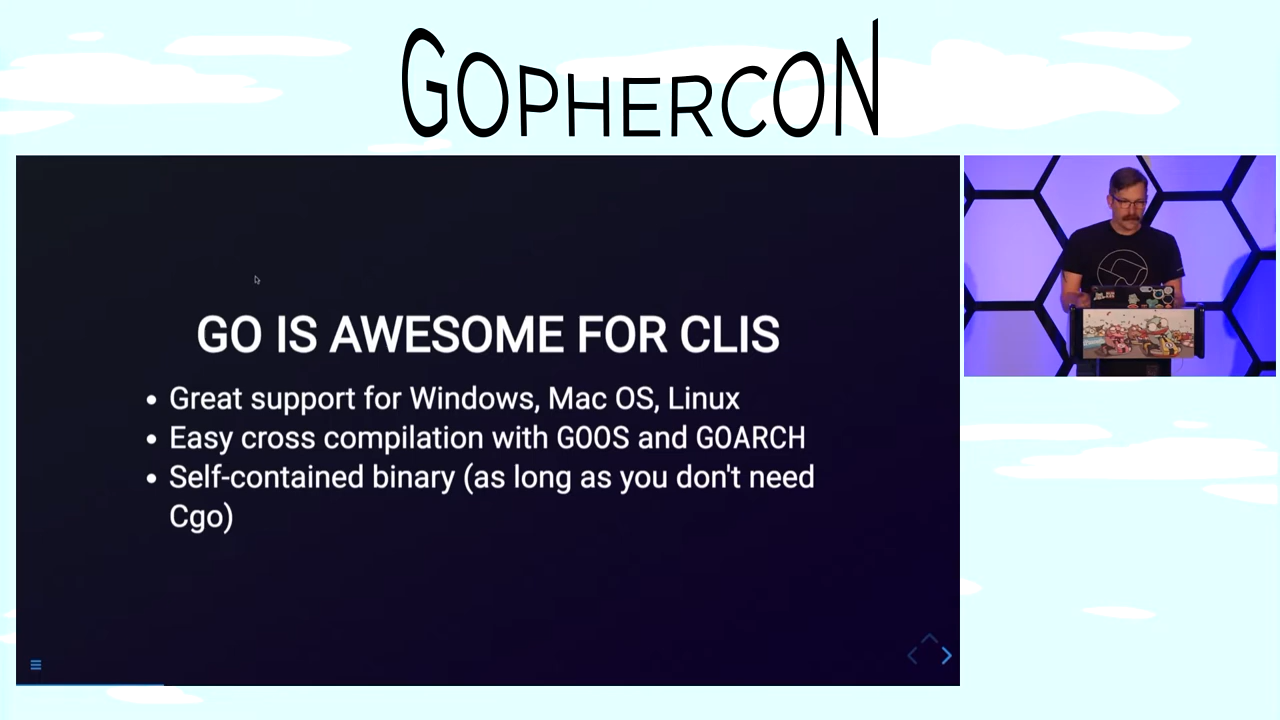 GOPHERCON
GO IS AWESOME FOR CLIS
Great support for Windows, Mac OS, Linux
Easy cross compilation with GOOS and GOARCH
Self-contained binary (as long as you don't need
Cgo)